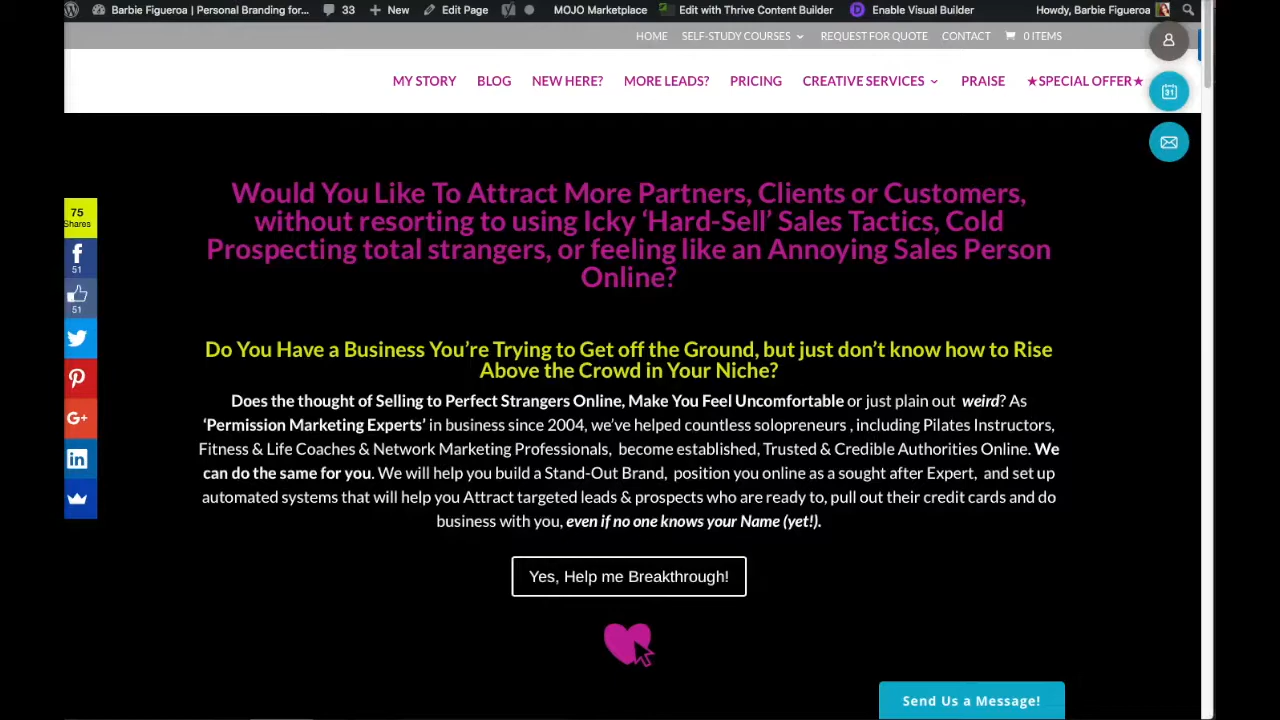 Barbie Figueroa | Personal Branding for... 33 New Edit Page MOJO Marketplace Edit with Thrive Content Builder Enable Visual Builder Howdy, Barbie Figueroa
HOME SELF-STUDY COURSES REQUEST FOR QUOTE CONTACT 0 ITEMS
MY STORY BLOG NEW HERE? MORE LEADS? PRICING CREATIVE SERVICES PRAISE ★SPECIAL OFFER★
31
Would You Like To Attract More Partners, Clients or Customers,
without resorting to using Icky ‘Hard-Sell’ Sales Tactics, Cold
Prospecting total strangers, or feeling like an Annoying Sales Person
Online?
75
Shares
51
51
Do You Have a Business You’re Trying to Get off the Ground, but just don’t know how to Rise
Above the Crowd in Your Niche?
Does the thought of Selling to Perfect Strangers Online, Make You Feel Uncomfortable or just plain out weird? As
‘Permission Marketing Experts’ in business since 2004, we’ve helped countless solopreneurs , including Pilates Instructors,
Fitness & Life Coaches & Network Marketing Professionals, become established, Trusted & Credible Authorities Online. We
can do the same for you. We will help you build a Stand-Out Brand, position you online as a sought after Expert, and set up
automated systems that will help you Attract targeted leads & prospects who are ready to, pull out their credit cards and do
business with you, even if no one knows your Name (yet!).
Yes, Help me Breakthrough!
Send Us a Message!